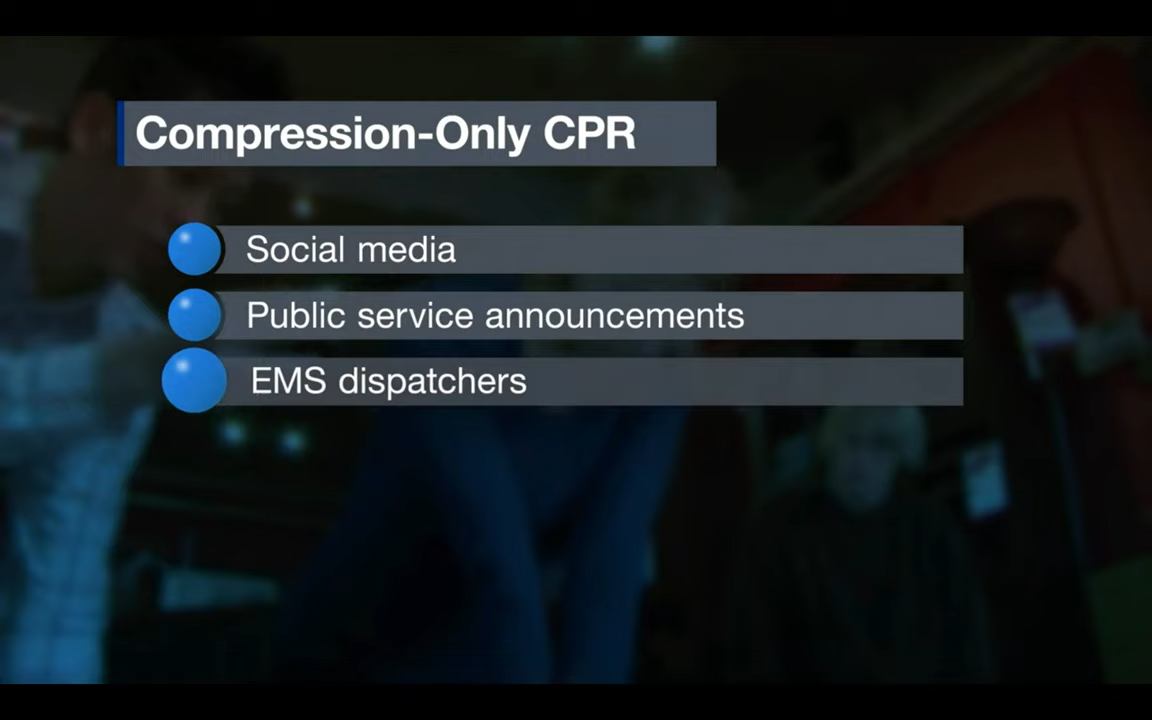 Compression-Only CPR
Social media
Public service announcements
EMS dispatchers